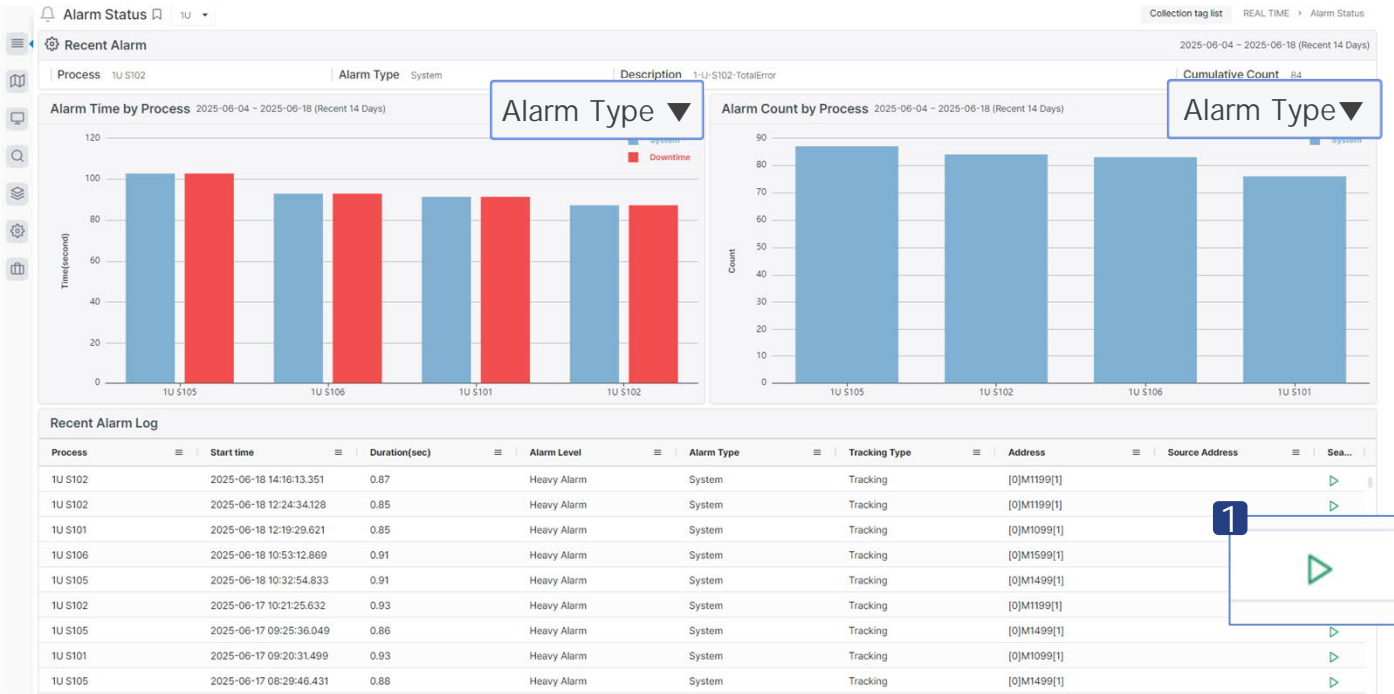 Alarm Status 1U Collection tag list REAL TIME > Alarm Status
Recent Alarm 2025-06-04 ~ 2025-06-18 (Recent 14 Days)
Process 1U S102 Alarm Type System Description 1-U-S102-TotalError Cumulative Count 84
Alarm Time by Process 2025-06-04 ~ 2025-06-18 (Recent 14 Days)
Alarm Type ▼
System
Downtime
120
100
80
60
40
20
0
Time(second)
1U S105 1U S106 1U S101 1U S102
Alarm Count by Process 2025-06-04 ~ 2025-06-18 (Recent 14 Days)
Alarm Type▼
System
90
80
70
60
50
40
30
20
10
0
Count
1U S105 1U S102 1U S106 1U S101
Recent Alarm Log
Process Start time Duration(sec) Alarm Level Alarm Type Tracking Type Address Source Address Sea...
1U S102 2025-06-18 14:16:13.351 0.87 Heavy Alarm System Tracking [0]M1199[1]
1U S102 2025-06-18 12:24:34.128 0.85 Heavy Alarm System Tracking [0]M1199[1]
1U S101 2025-06-18 12:19:29.621 0.85 Heavy Alarm System Tracking [0]M1099[1]
1
1U S106 2025-06-18 10:53:12.869 0.91 Heavy Alarm System Tracking [0]M1599[1]
1U S105 2025-06-18 10:32:54.833 0.91 Heavy Alarm System Tracking [0]M1499[1]
1U S102 2025-06-17 10:21:25.632 0.93 Heavy Alarm System Tracking [0]M1199[1]
1U S105 2025-06-17 09:25:36.049 0.86 Heavy Alarm System Tracking [0]M1499[1]
1U S101 2025-06-17 09:20:31.499 0.93 Heavy Alarm System Tracking [0]M1099[1]
1U S105 2025-06-17 08:29:46.431 0.88 Heavy Alarm System Tracking [0]M1499[1]